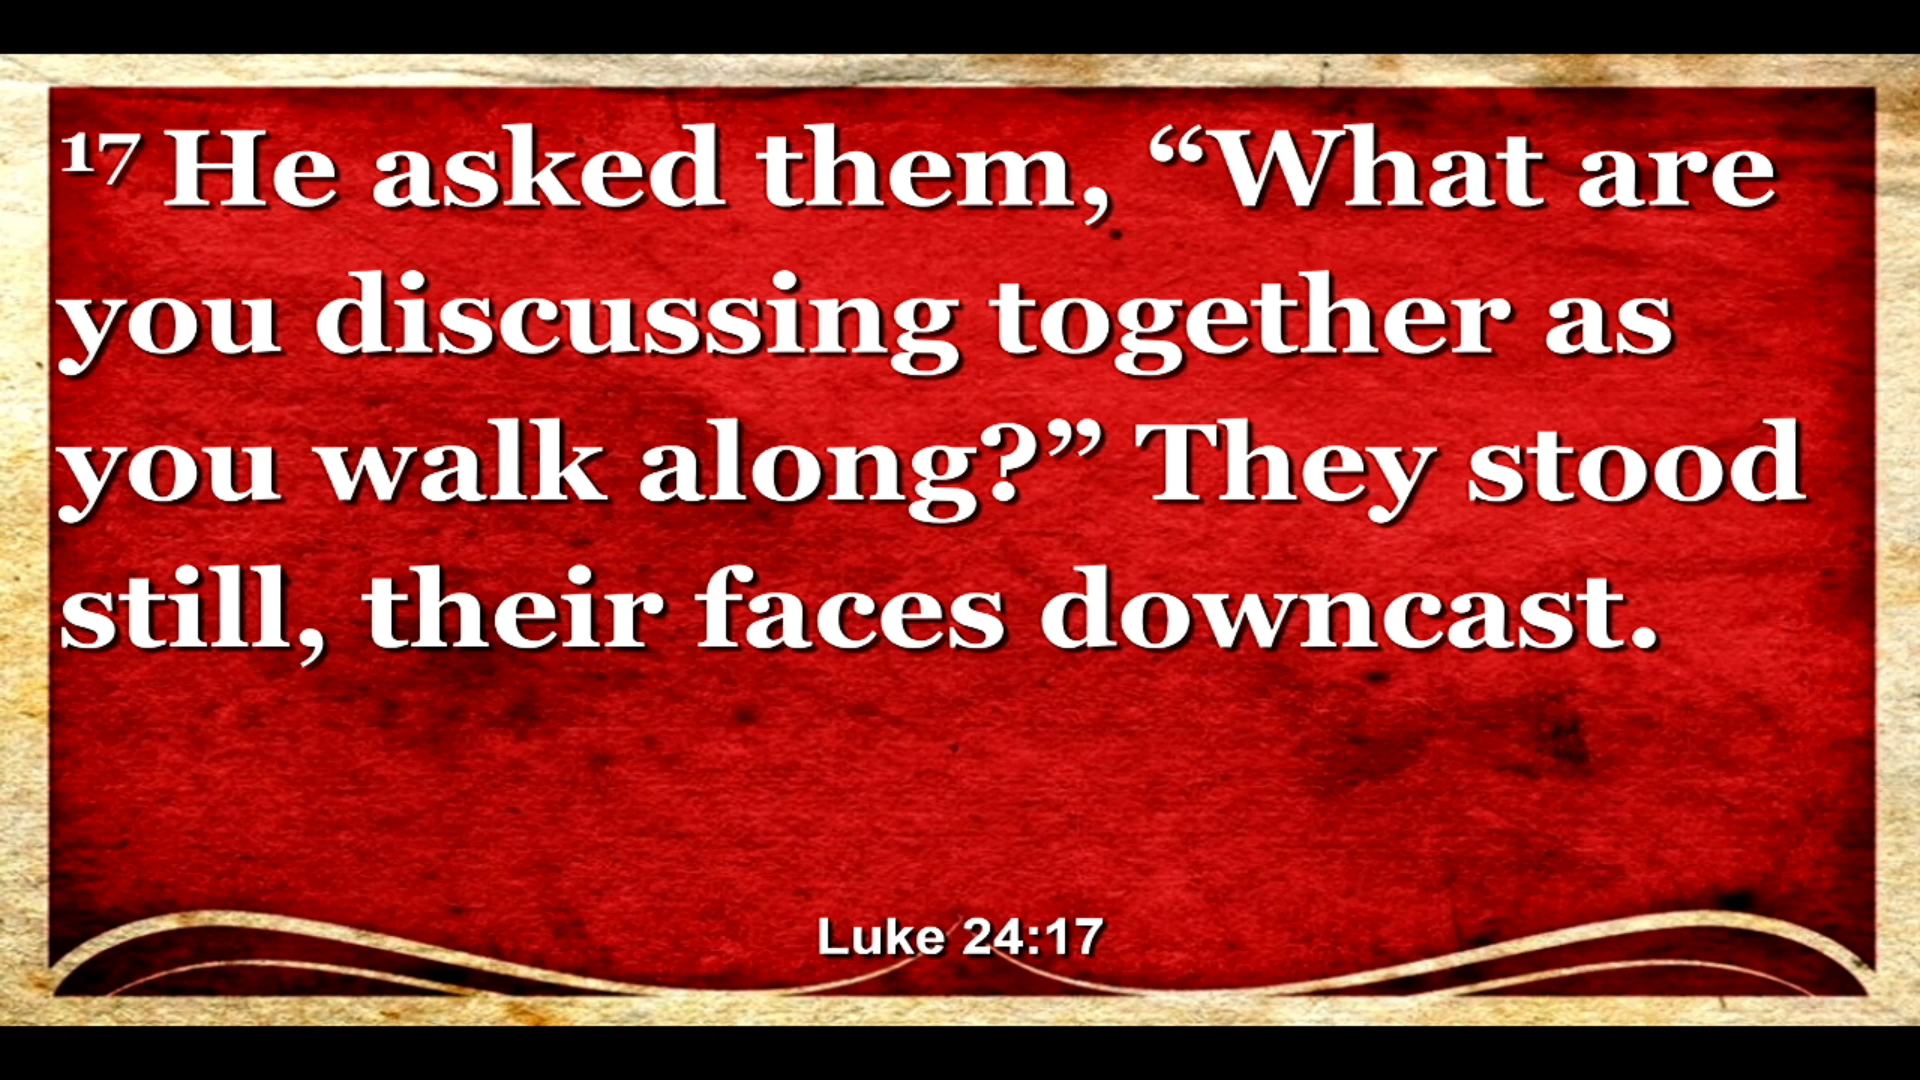 17 He asked them, “What are
you discussing together as
you walk along?” They stood
still, their faces downcast.
Luke 24:17